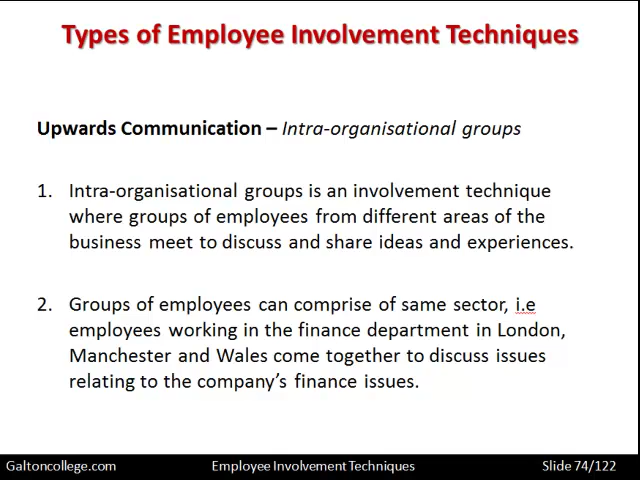 Types of Employee Involvement Techniques
Upwards Communication – Intra-organisational groups
1. Intra-organisational groups is an involvement technique
where groups of employees from different areas of the
business meet to discuss and share ideas and experiences.
2. Groups of employees can comprise of same sector, i.e
employees working in the finance department in London,
Manchester and Wales come together to discuss issues
relating to the company's finance issues.
Galtoncollege.com Employee Involvement Techniques Slide 74/122